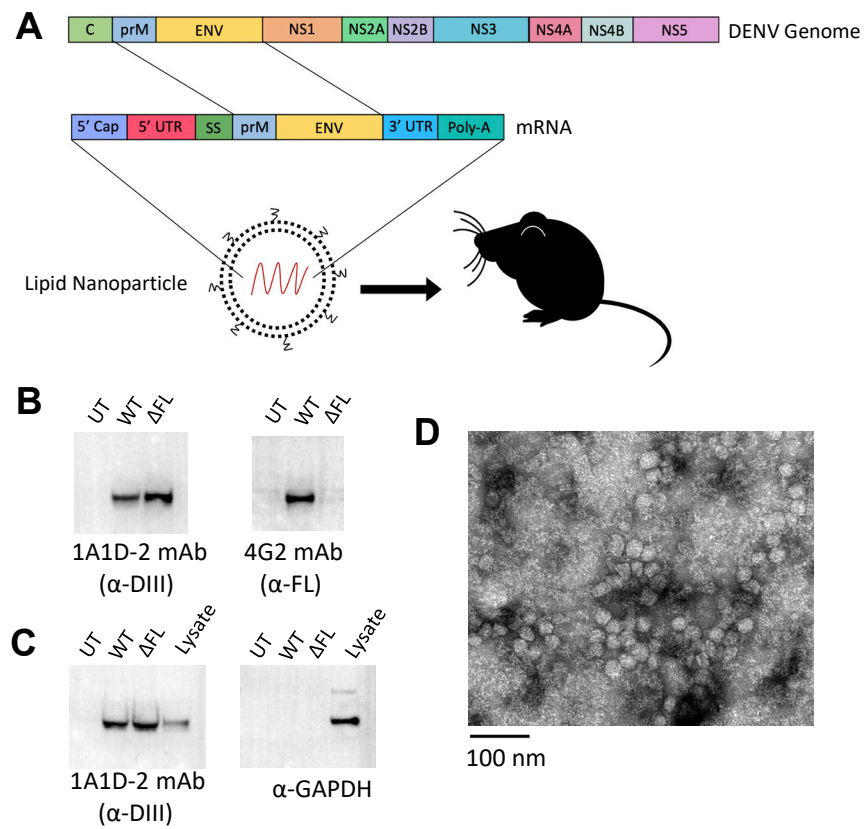 A
C prM ENV NS1 NS2A NS2B NS3 NS4A NS4B NS5 DENV Genome
5' Cap 5' UTR SS prM ENV 3' UTR Poly-A mRNA
Lipid Nanoparticle
B
UT WT ΔFL
UT WT ΔFL
1A1D-2 mAb
(α-DIII)
4G2 mAb
(α-FL)
C
UT WT ΔFL Lysate
UT WT ΔFL Lysate
1A1D-2 mAb
(α-DIII)
α-GAPDH
D
100 nm